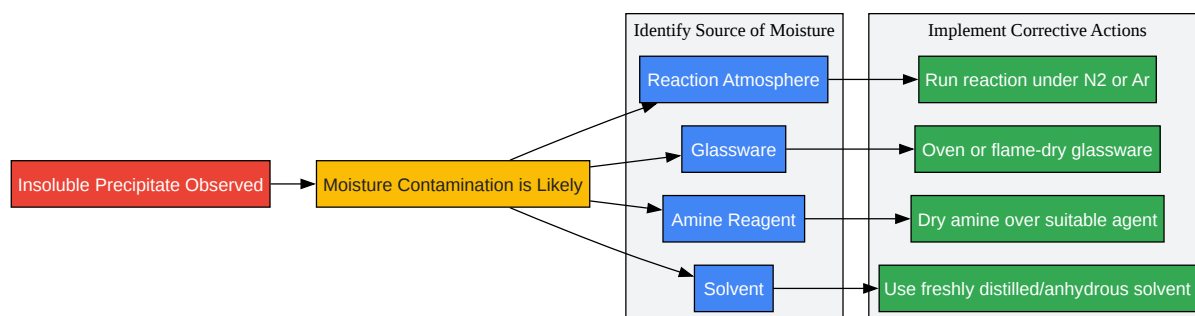 Identify Source of Moisture
Implement Corrective Actions
Reaction Atmosphere
Run reaction under N2 or Ar
Glassware
Oven or flame-dry glassware
Insoluble Precipitate Observed
Moisture Contamination is Likely
Amine Reagent
Dry amine over suitable agent
Solvent
Use freshly distilled/anhydrous solvent